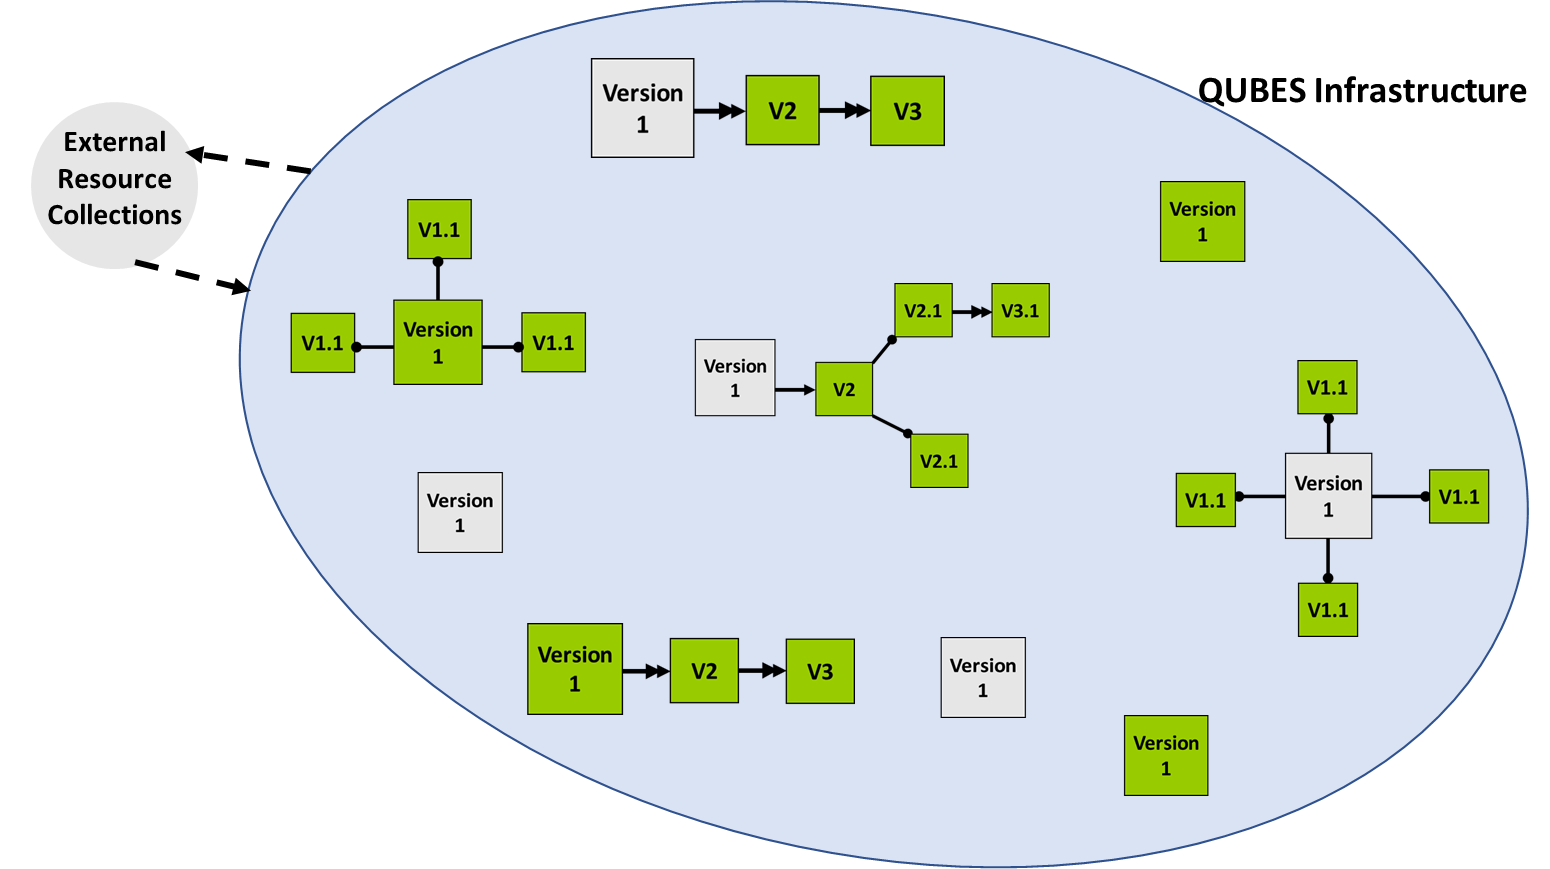 QUBES Infrastructure
External
Resource
Collections
Version
1
V2
V3
Version
1
V1.1
V1.1
Version
1
V1.1
V2.1
V3.1
Version
1
V2
V2.1
V1.1
V1.1
Version
1
V1.1
V1.1
Version
1
Version
1
V2
V3
Version
1
Version
1